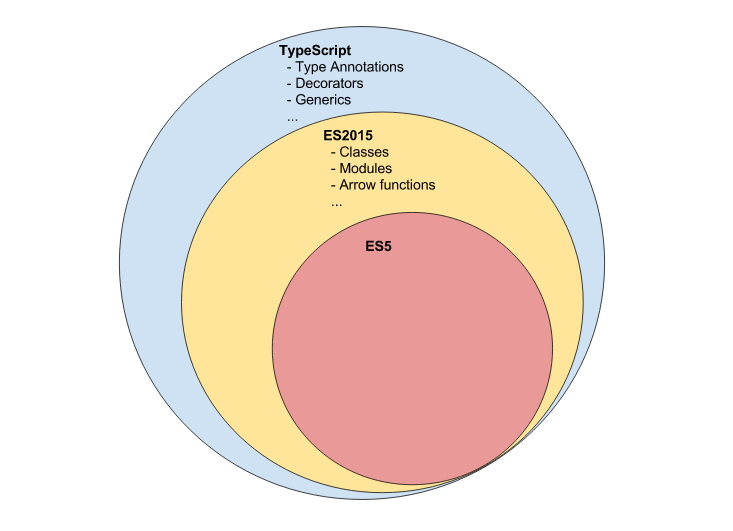 TypeScript
- Type Annotations
- Decorators
- Generics
...
ES2015
- Classes
- Modules
- Arrow functions
...
ES5